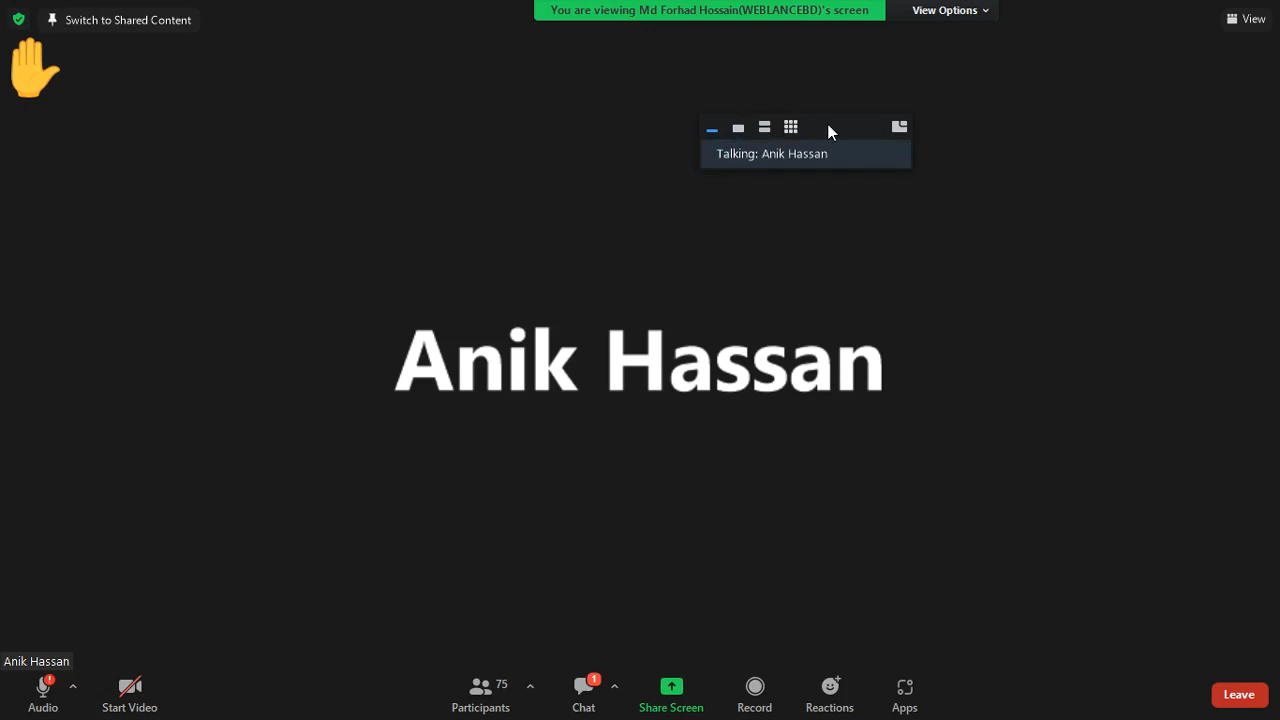 Switch to Shared Content
You are viewing Md Forhad Hossain(WEBLANCEBD)'s screen
View Options
View
Talking: Anik Hassan
Anik Hassan
Anik Hassan
Audio
Start Video
75
Participants
1
Chat
Share Screen
Record
Reactions
Apps
Leave